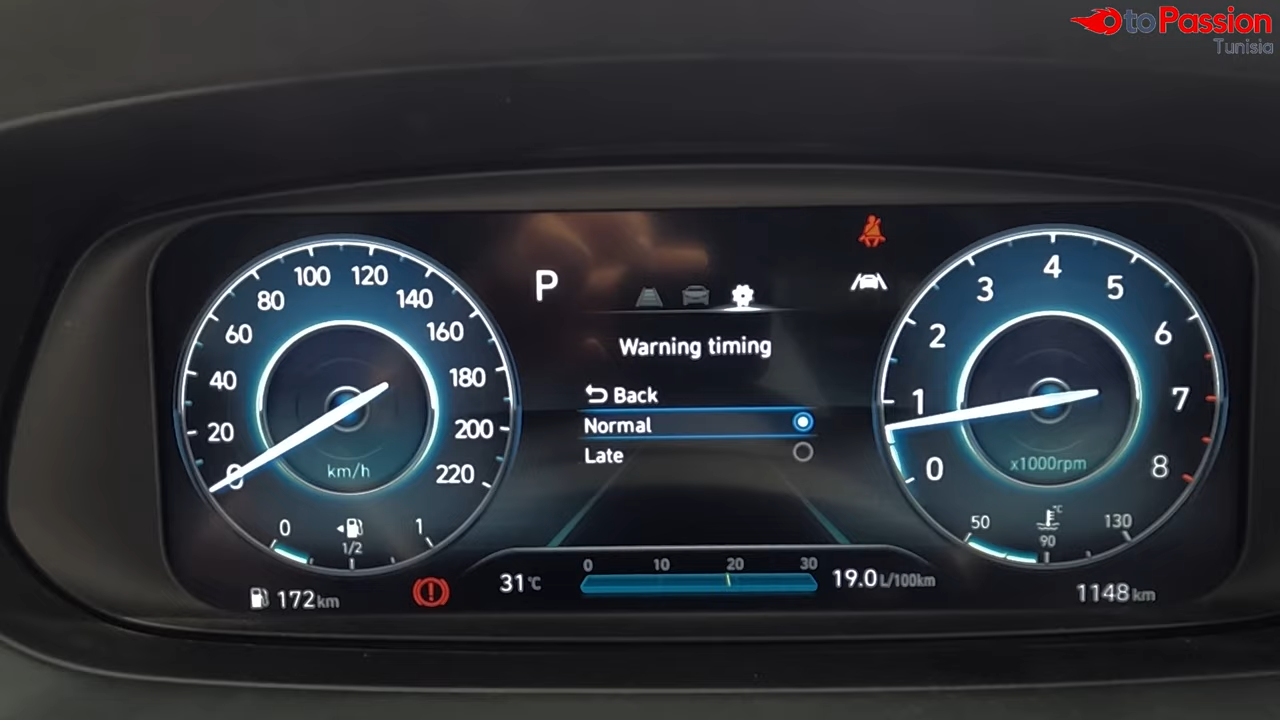 otoPassion
Tunisia
0
20
40
60
80
100
120
140
160
180
200
220
km/h
0
1/2
1
172 km
P
Warning timing
Back
Normal
Late
31°C
0 10 20 30
19.0 L/100km
0
1
2
3
4
5
6
7
8
x1000rpm
°C
50
90
130
1148 km